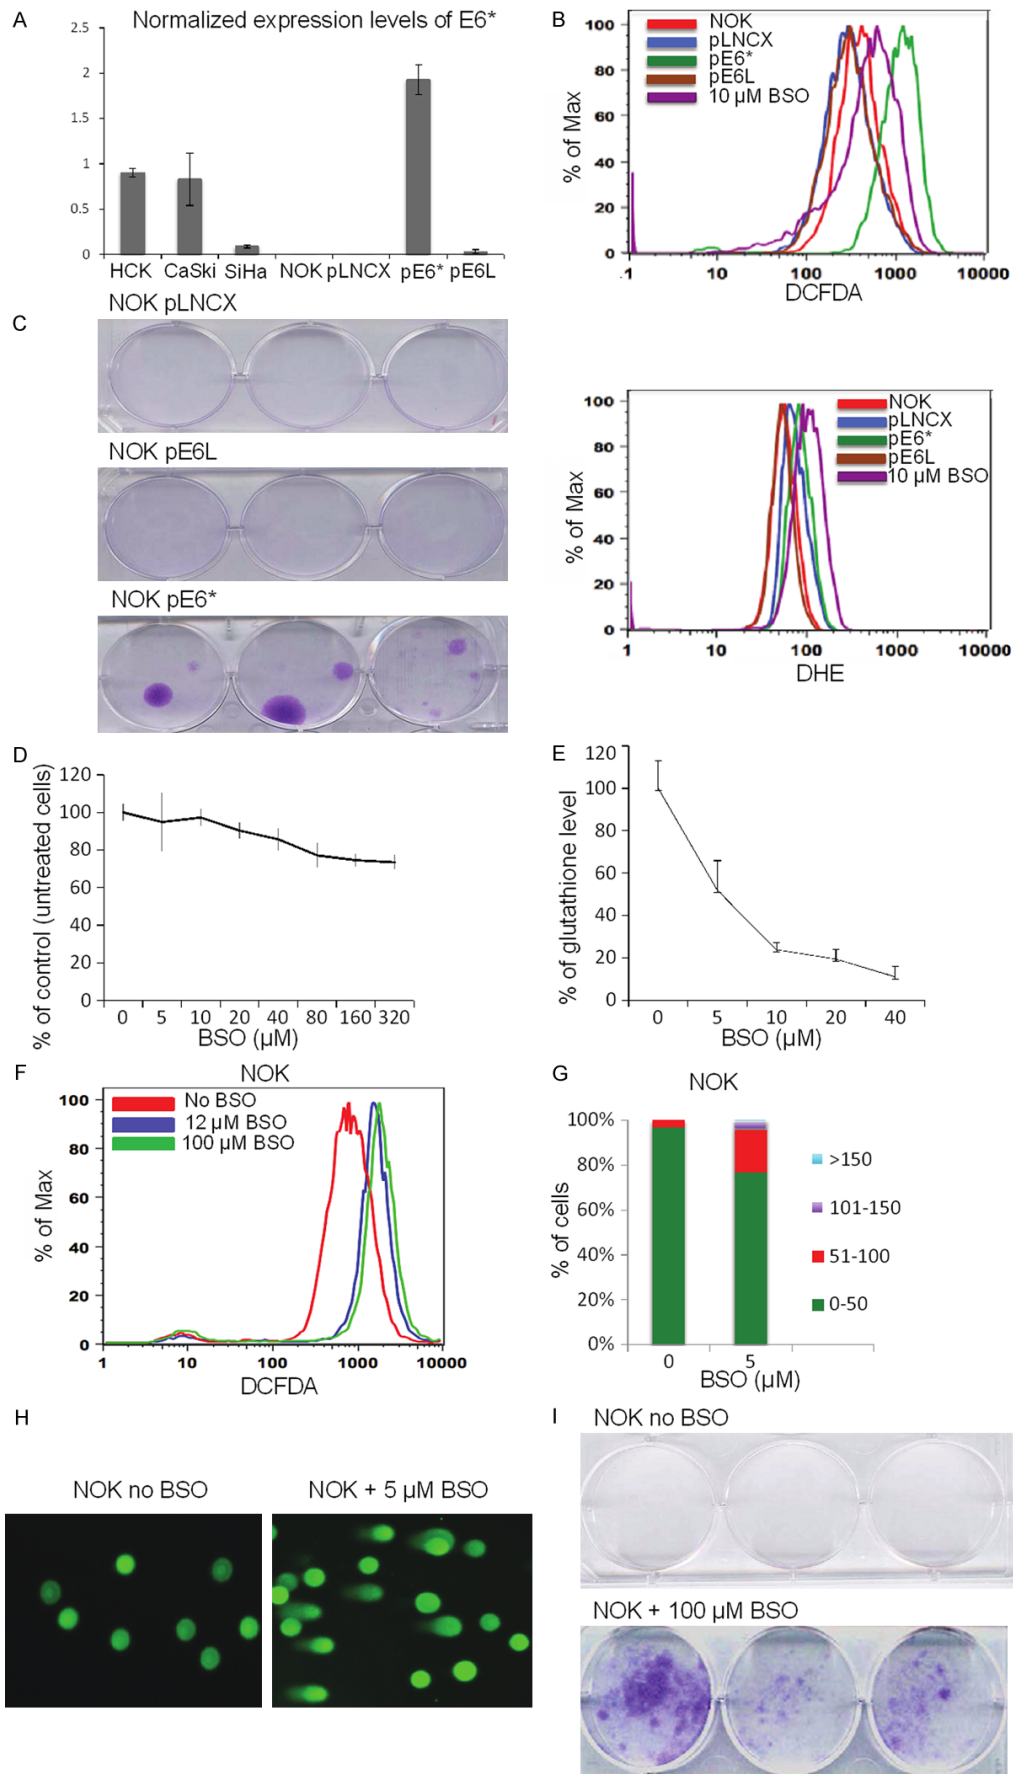 A
Normalized expression levels of E6*
2.5
2
1
1
0.5
0
HCK CaSki SiHa NOK pLNCX pE6* pE6L
B
NOK
pLNCX
pE6*
pE6L
10 µM BSO
% of Max
100
80
60
40
20
0
.1 10 100 1000 10000
DCFDA
C
NOK pLNCX
NOK pE6L
NOK pE6*
NOK
pLNCX
pE6*
pE6L
10 µM BSO
% of Max
100
80
60
40
20
0
1 10 100 1000 10000
DHE
D
% of control (untreated cells)
120
100
80
60
40
20
0
0 5 10 20 40 80 160 320
BSO (µM)
E
% of glutathione level
120
100
80
60
40
20
0
0 5 10 20 40
BSO (µM)
F
NOK
No BSO
12 µM BSO
100 µM BSO
% of Max
100
80
60
40
20
0
1 10 100 1000 10000
DCFDA
G
NOK
% of cells
100%
80%
60%
40%
20%
0%
0 5
BSO (µM)
>150
101-150
51-100
0-50
H
NOK no BSO
NOK + 5 µM BSO
I
NOK no BSO
NOK + 100 µM BSO